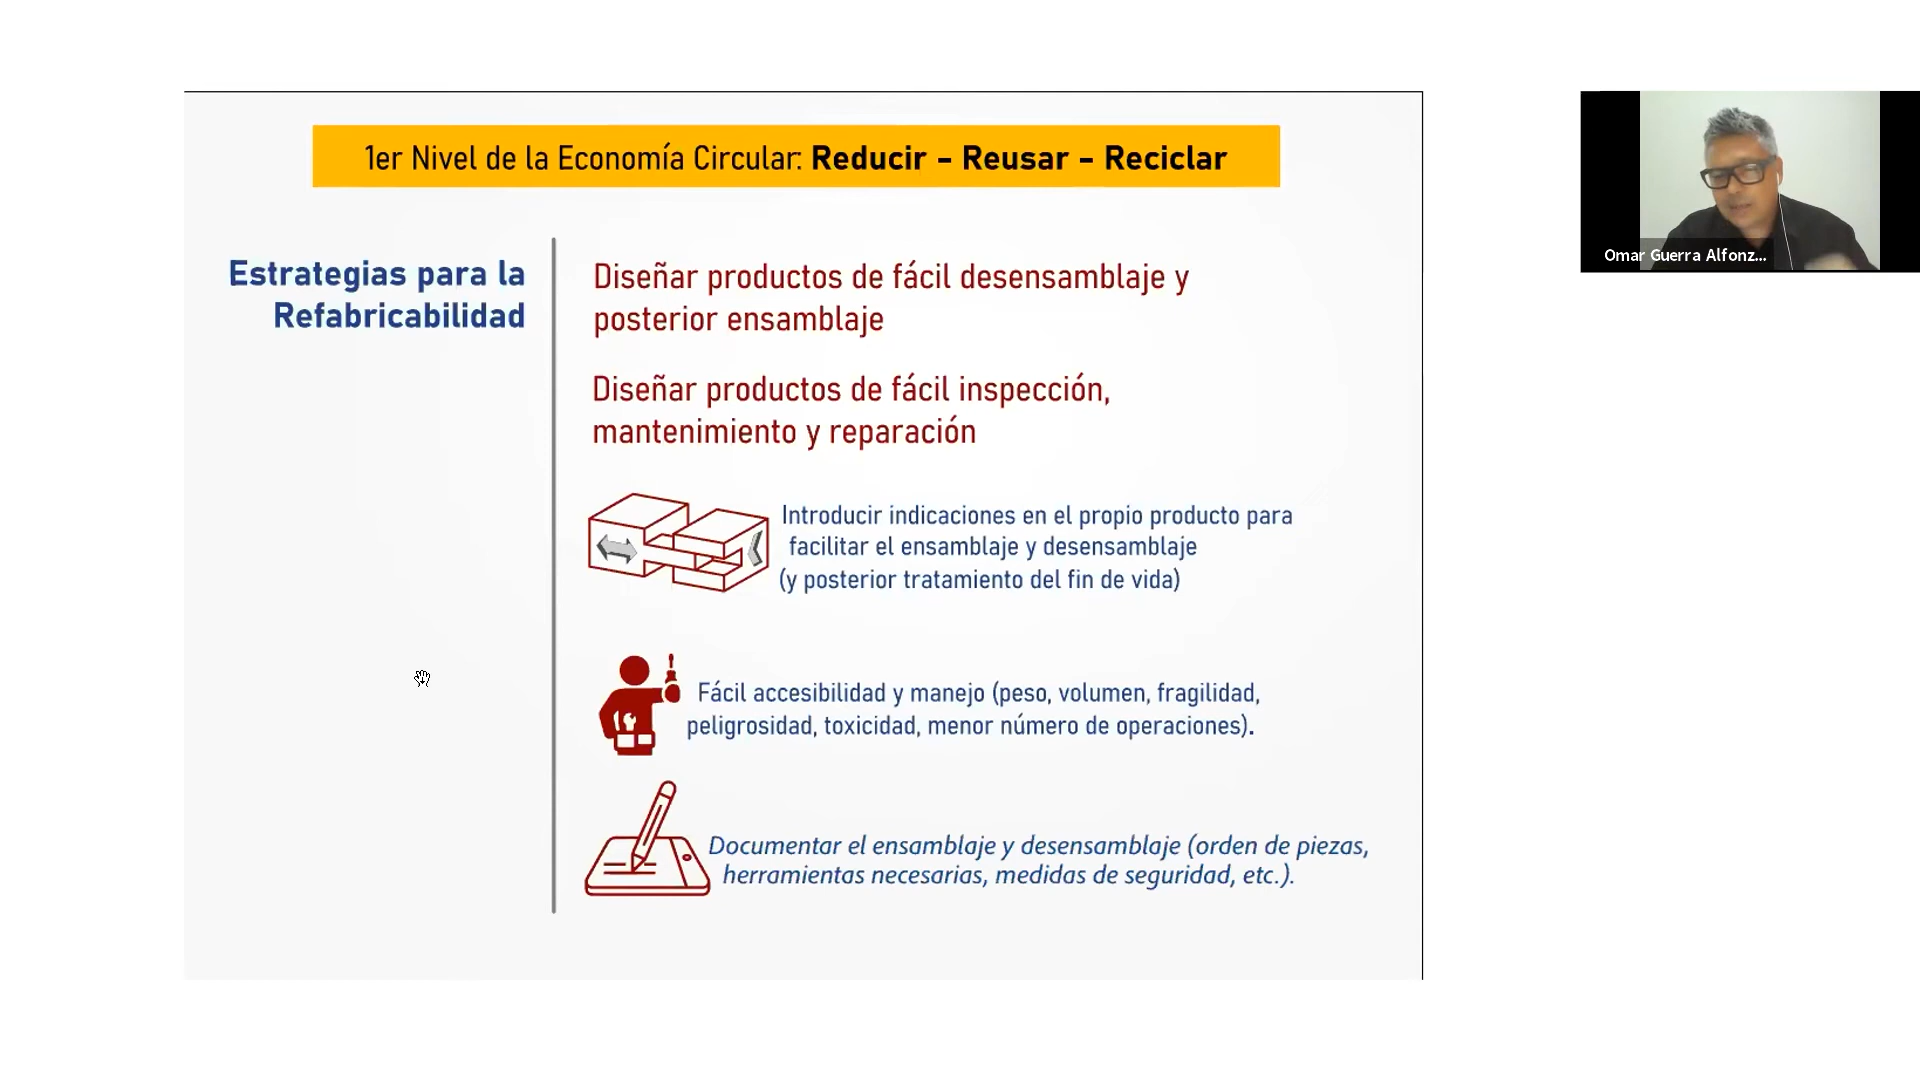 1er Nivel de la Economía Circular: Reducir - Reusar - Reciclar
Estrategias para la
Refabricabilidad
Diseñar productos de fácil desensamblaje y
posterior ensamblaje
Diseñar productos de fácil inspección,
mantenimiento y reparación
Introducir indicaciones en el propio producto para
facilitar el ensamblaje y desensamblaje
(y posterior tratamiento del fin de vida)
Fácil accesibilidad y manejo (peso, volumen, fragilidad,
peligrosidad, toxicidad, menor número de operaciones).
Documentar el ensamblaje y desensamblaje (orden de piezas,
herramientas necesarias, medidas de seguridad, etc.).
Omar Guerra Alfonz...